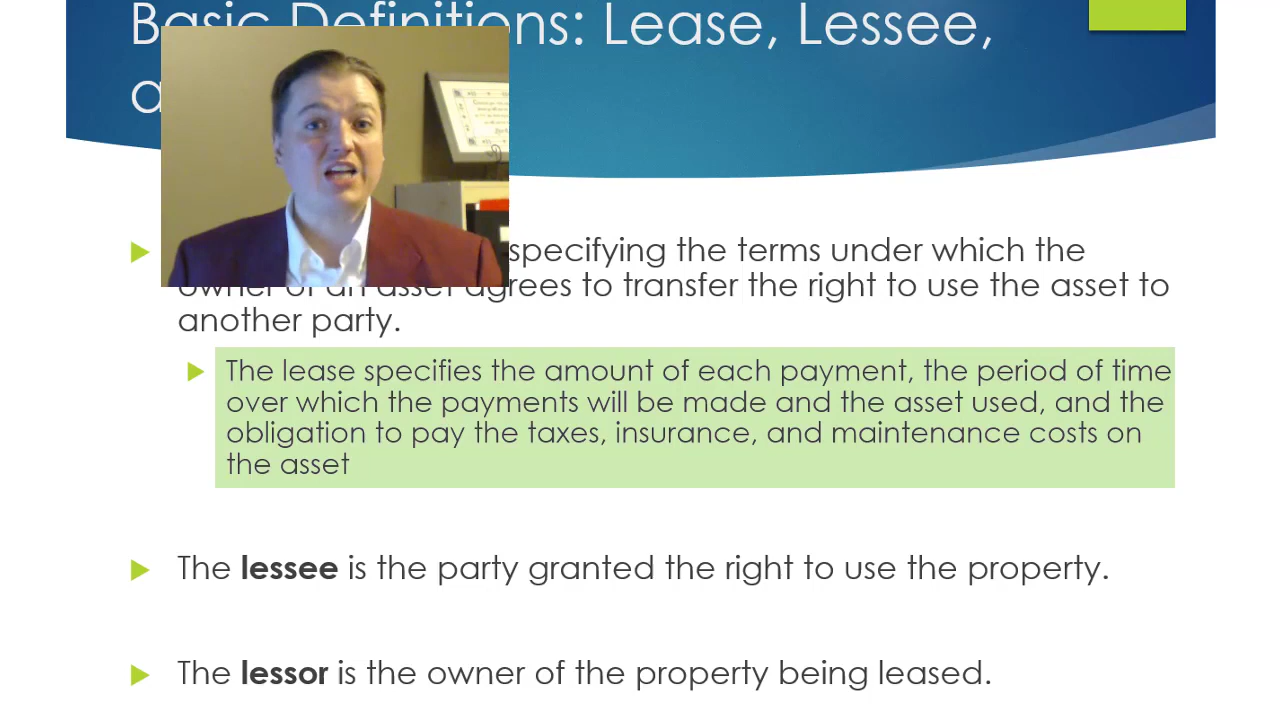 Basic Definitions: Lease, Lessee,
specifying the terms under which the
owner of an asset agrees to transfer the right to use the asset to
another party.
The lease specifies the amount of each payment, the period of time
over which the payments will be made and the asset used, and the
obligation to pay the taxes, insurance, and maintenance costs on
the asset
The lessee is the party granted the right to use the property.
The lessor is the owner of the property being leased.